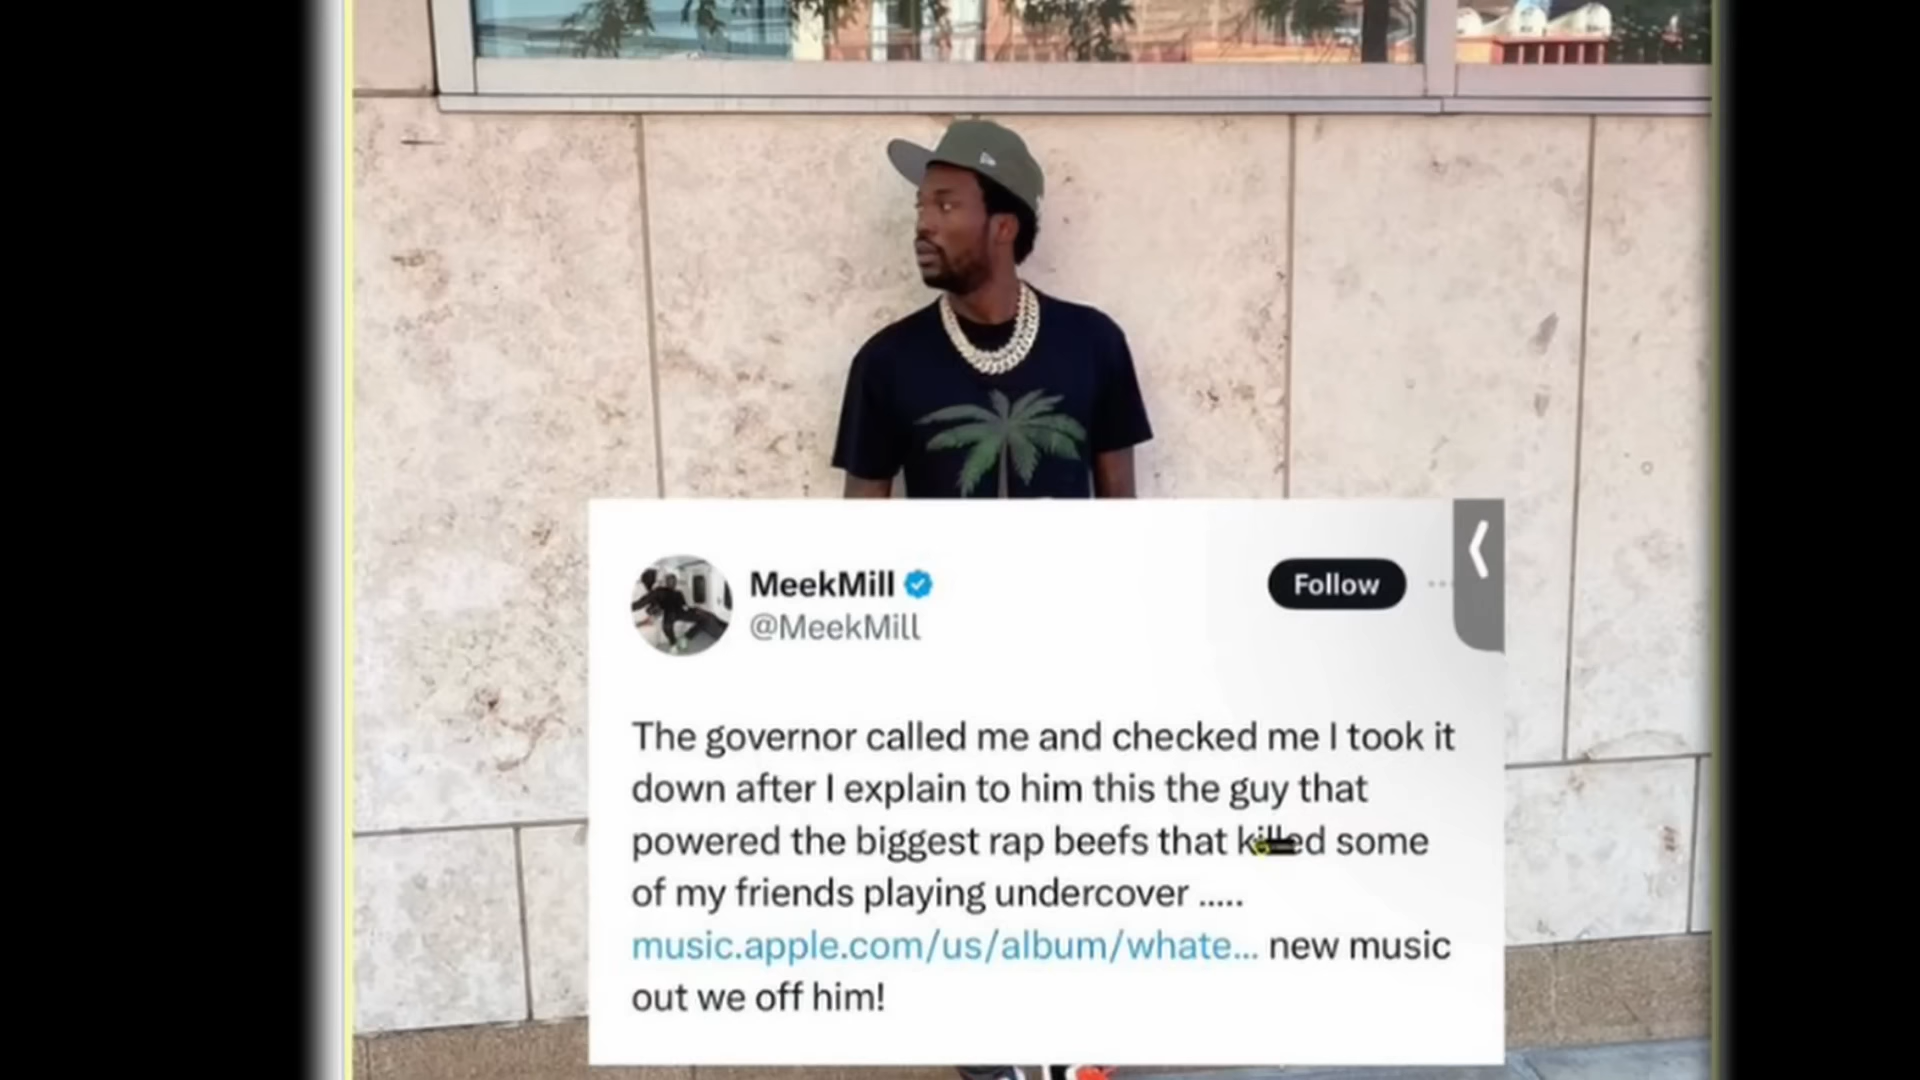 MeekMill
Follow
@MeekMill
The governor called me and checked me I took it
down after I explain to him this the guy that
powered the biggest rap beefs that killed some
of my friends playing undercover .....
music.apple.com/us/album/whate... new music
out we off him!